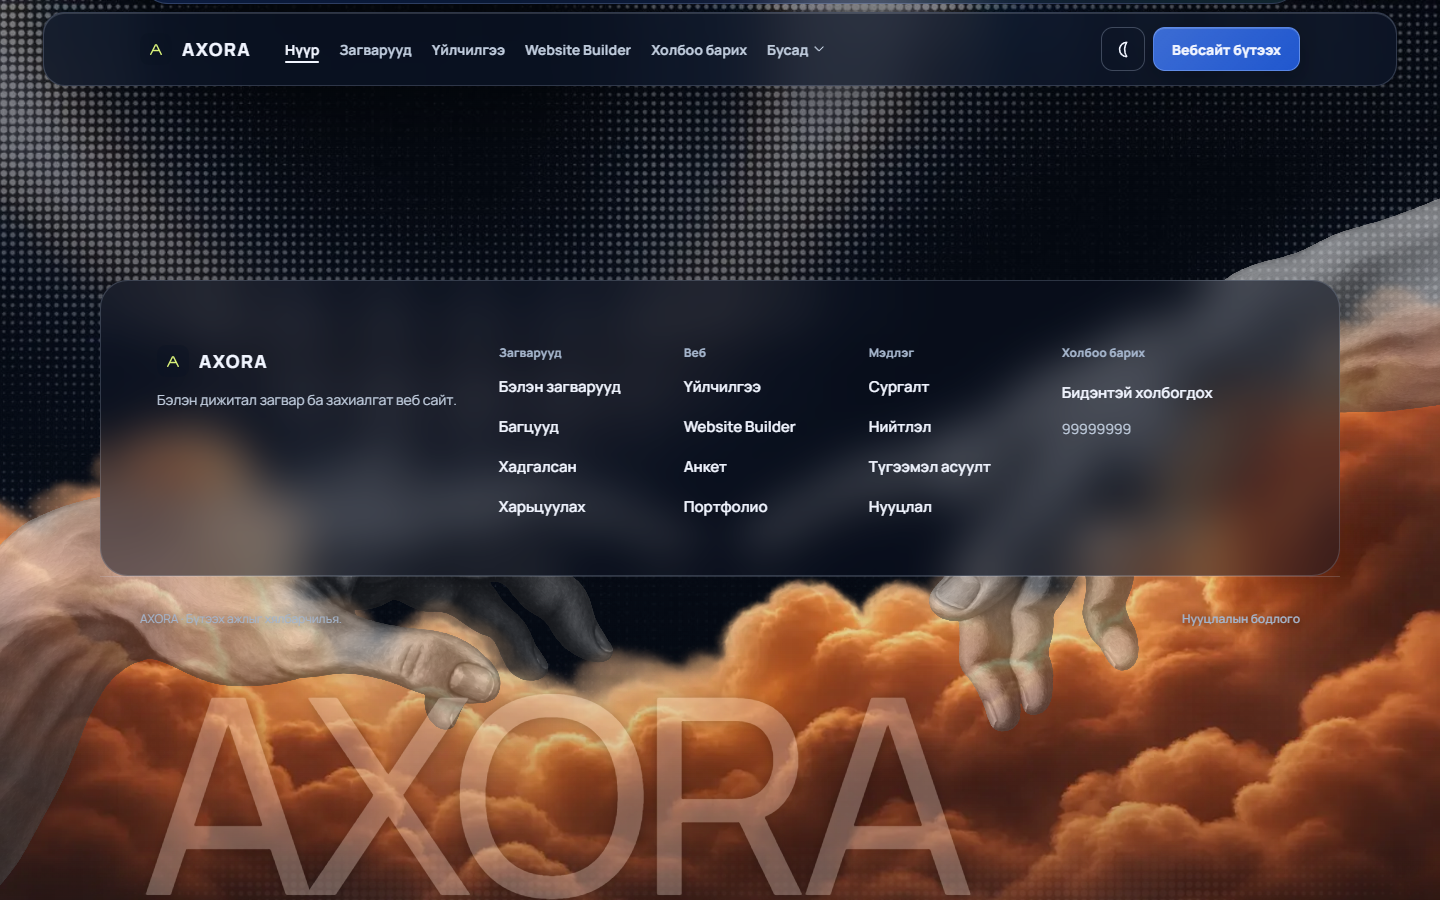 AXORA
Нүүр
Загварууд
Үйлчилгээ
Website Builder
Холбоо барих
Бусад
Вебсайт бүтээх
AXORA
Бэлэн дижитал загвар ба захиалгат веб сайт.
Загварууд
Бэлэн загварууд
Багцууд
Хадгалсан
Харьцуулах
Веб
Үйлчилгээ
Website Builder
Анкет
Портфолио
Мэдлэг
Сургалт
Нийтлэл
Түгээмэл асуулт
Нууцлал
Холбоо барих
Бидэнтэй холбогдох
99999999
AXORA
Нууцлалын бодлого
AXORA